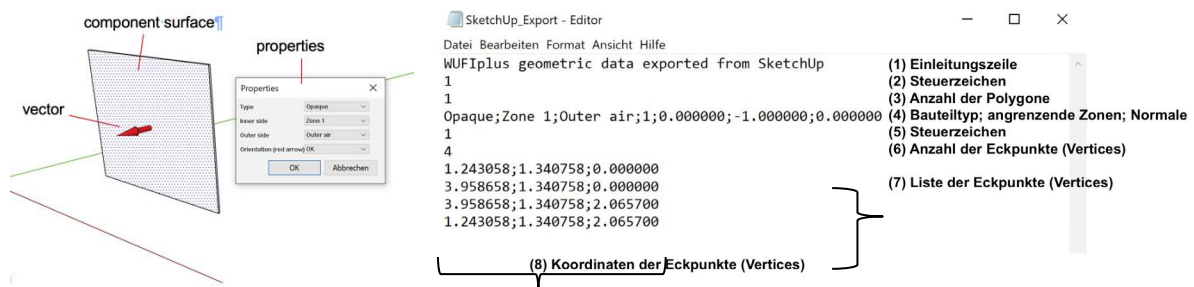 component surface¶
properties
vector
Properties
Type Opaque
Inner side Zone 1
Outer side Outer air
Orientation (red arrow) OK
OK Abbrechen
SketchUp_Export - Editor
Datei Bearbeiten Format Ansicht Hilfe
WUFIplus geometric data exported from SketchUp (1) Einleitungszeile
1 (2) Steuerzeichen
1 (3) Anzahl der Polygone
Opaque;Zone 1;Outer air;1;0.000000;-1.000000;0.000000 (4) Bauteiltyp; angrenzende Zonen; Normale
1 (5) Steuerzeichen
4 (6) Anzahl der Eckpunkte (Vertices)
1.243058;1.340758;0.000000 (7) Liste der Eckpunkte (Vertices)
3.958658;1.340758;0.000000
3.958658;1.340758;2.065700
1.243058;1.340758;2.065700
(8) Koordinaten der Eckpunkte (Vertices)